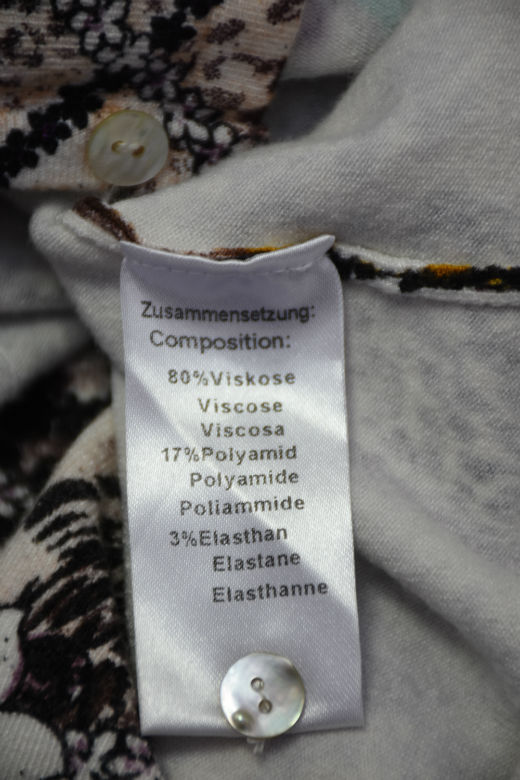 Zusammensetzung:
Composition:
80%Viskose
Viscose
Viscosa
17%Polyamid
Polyamide
Poliammide
3%Elasthan
Elastane
Elasthanne